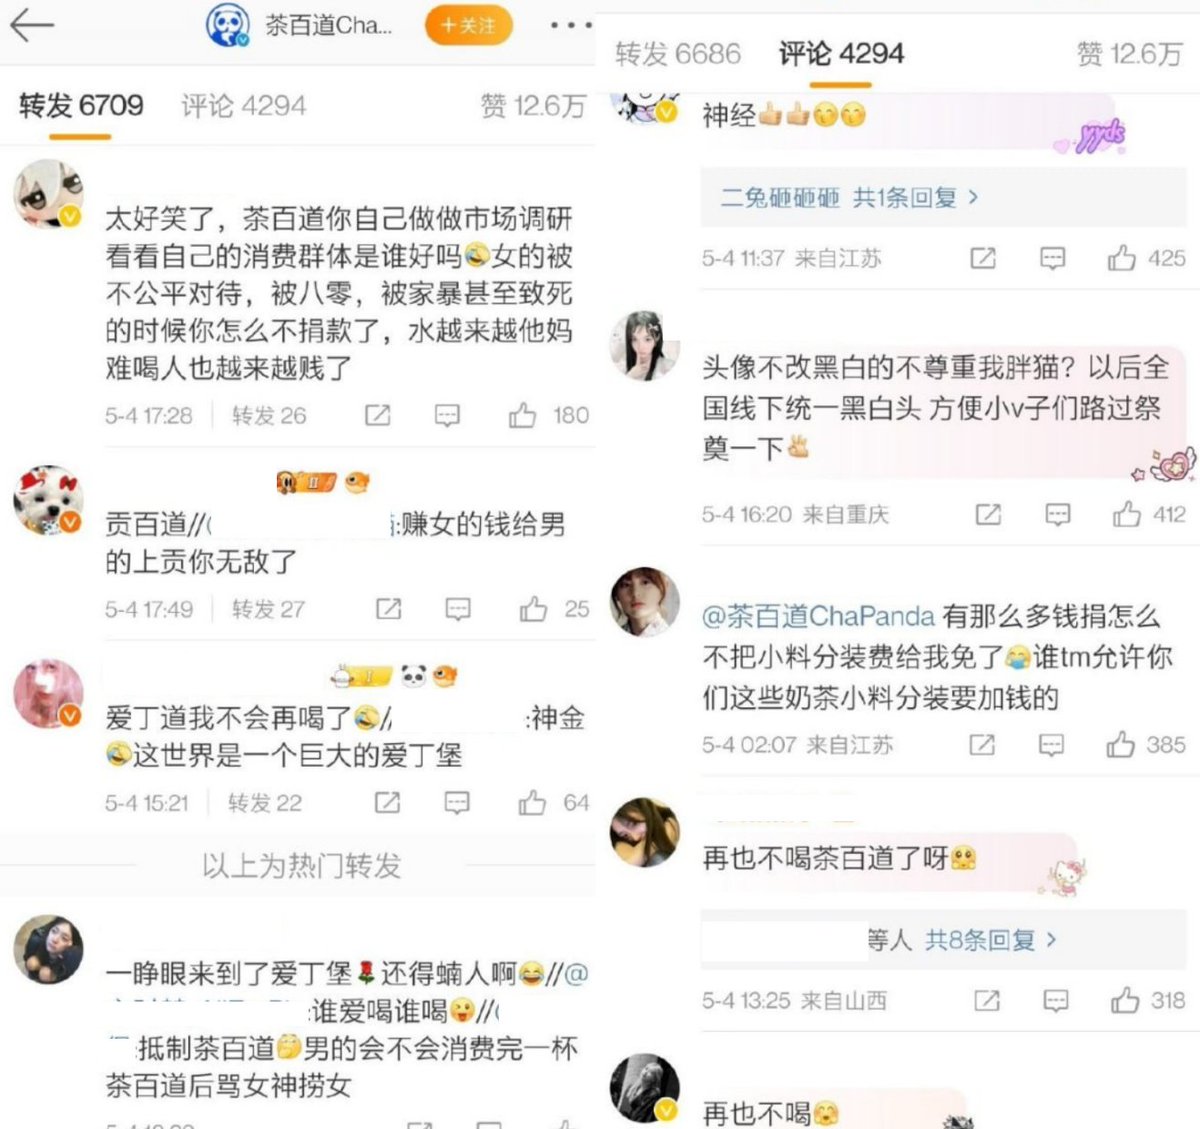 茶百道Cha...
+关注
转发 6709
评论 4294
赞 12.6万
太好笑了，茶百道你自己做做市场调研
看看自己的消费群体是谁好吗🤣女的被
不公平对待，被八零，被家暴甚至致死
的时候你怎么不捐款了，水越来越他妈
难喝人也越来越贱了
5-4 17:28
转发 26
180
贡百道//
:赚女的钱给男
的上贡你无敌了
5-4 17:49
转发 27
25
爱丁道我不会再喝了🤣/
:神金
🤣这世界是一个巨大的爱丁堡
5-4 15:21
转发 22
64
以上为热门转发
一睁眼来到了爱丁堡🌹还得蝻人啊😂//@
:谁爱喝谁喝😜//
:抵制茶百道🤔男的会不会消费完一杯
茶百道后骂女神捞女
转发 6686
评论 4294
赞 12.6万
神经👍👍😙😙
yyds
二兔砸砸砸 共1条回复 >
5-4 11:37 来自江苏
425
头像不改黑白的不尊重我胖猫？以后全
国线下统一黑白头 方便小v子们路过祭
奠一下✌
5-4 16:20 来自重庆
412
@茶百道ChaPanda 有那么多钱捐怎么
不把小料分装费给我免了😂谁tm允许你
们这些奶茶小料分装要加钱的
5-4 02:07 来自江苏
385
再也不喝茶百道了呀🤗
等人 共8条回复 >
5-4 13:25 来自山西
318
再也不喝🤗